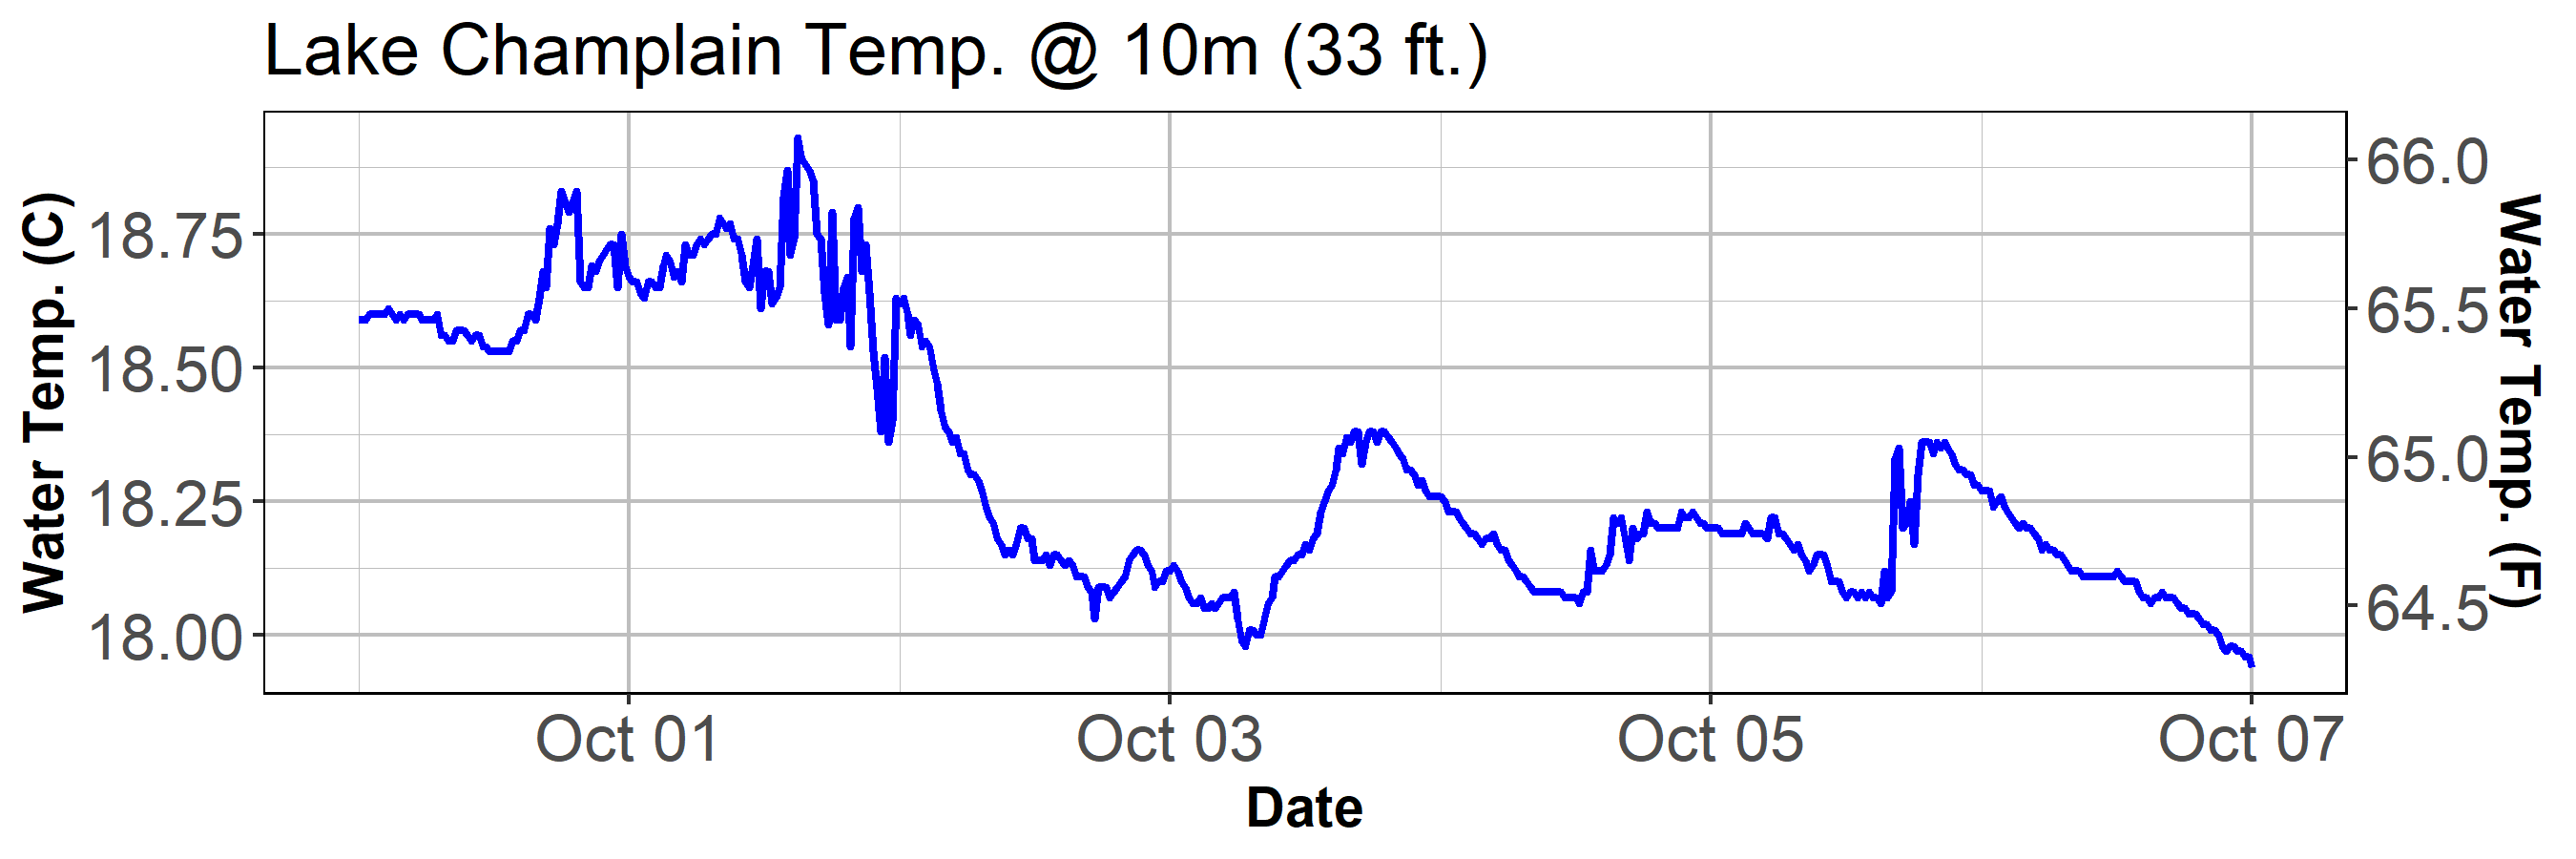 Lake Champlain Temp. @ 10m (33 ft.)
Water Temp. (C)
18.75
18.50
18.25
18.00
66.0
65.5
65.0
64.5
Water Temp. (F)
Oct 01 Oct 03 Oct 05 Oct 07
Date